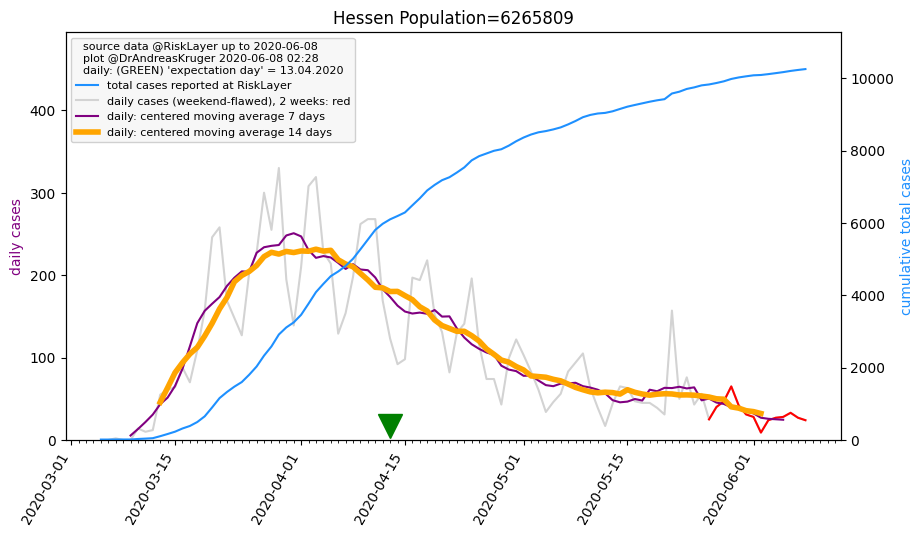 Hessen Population=6265809
source data @RiskLayer up to 2020-06-08
plot @DrAndreasKruger 2020-06-08 02:28
daily: (GREEN) 'expectation day' = 13.04.2020
total cases reported at RiskLayer
daily cases (weekend-flawed), 2 weeks: red
daily: centered moving average 7 days
daily: centered moving average 14 days
daily cases
400
300
200
100
0
cumulative total cases
10000
8000
6000
4000
2000
0
2020-03-01
2020-03-15
2020-04-01
2020-04-15
2020-05-01
2020-05-15
2020-06-01